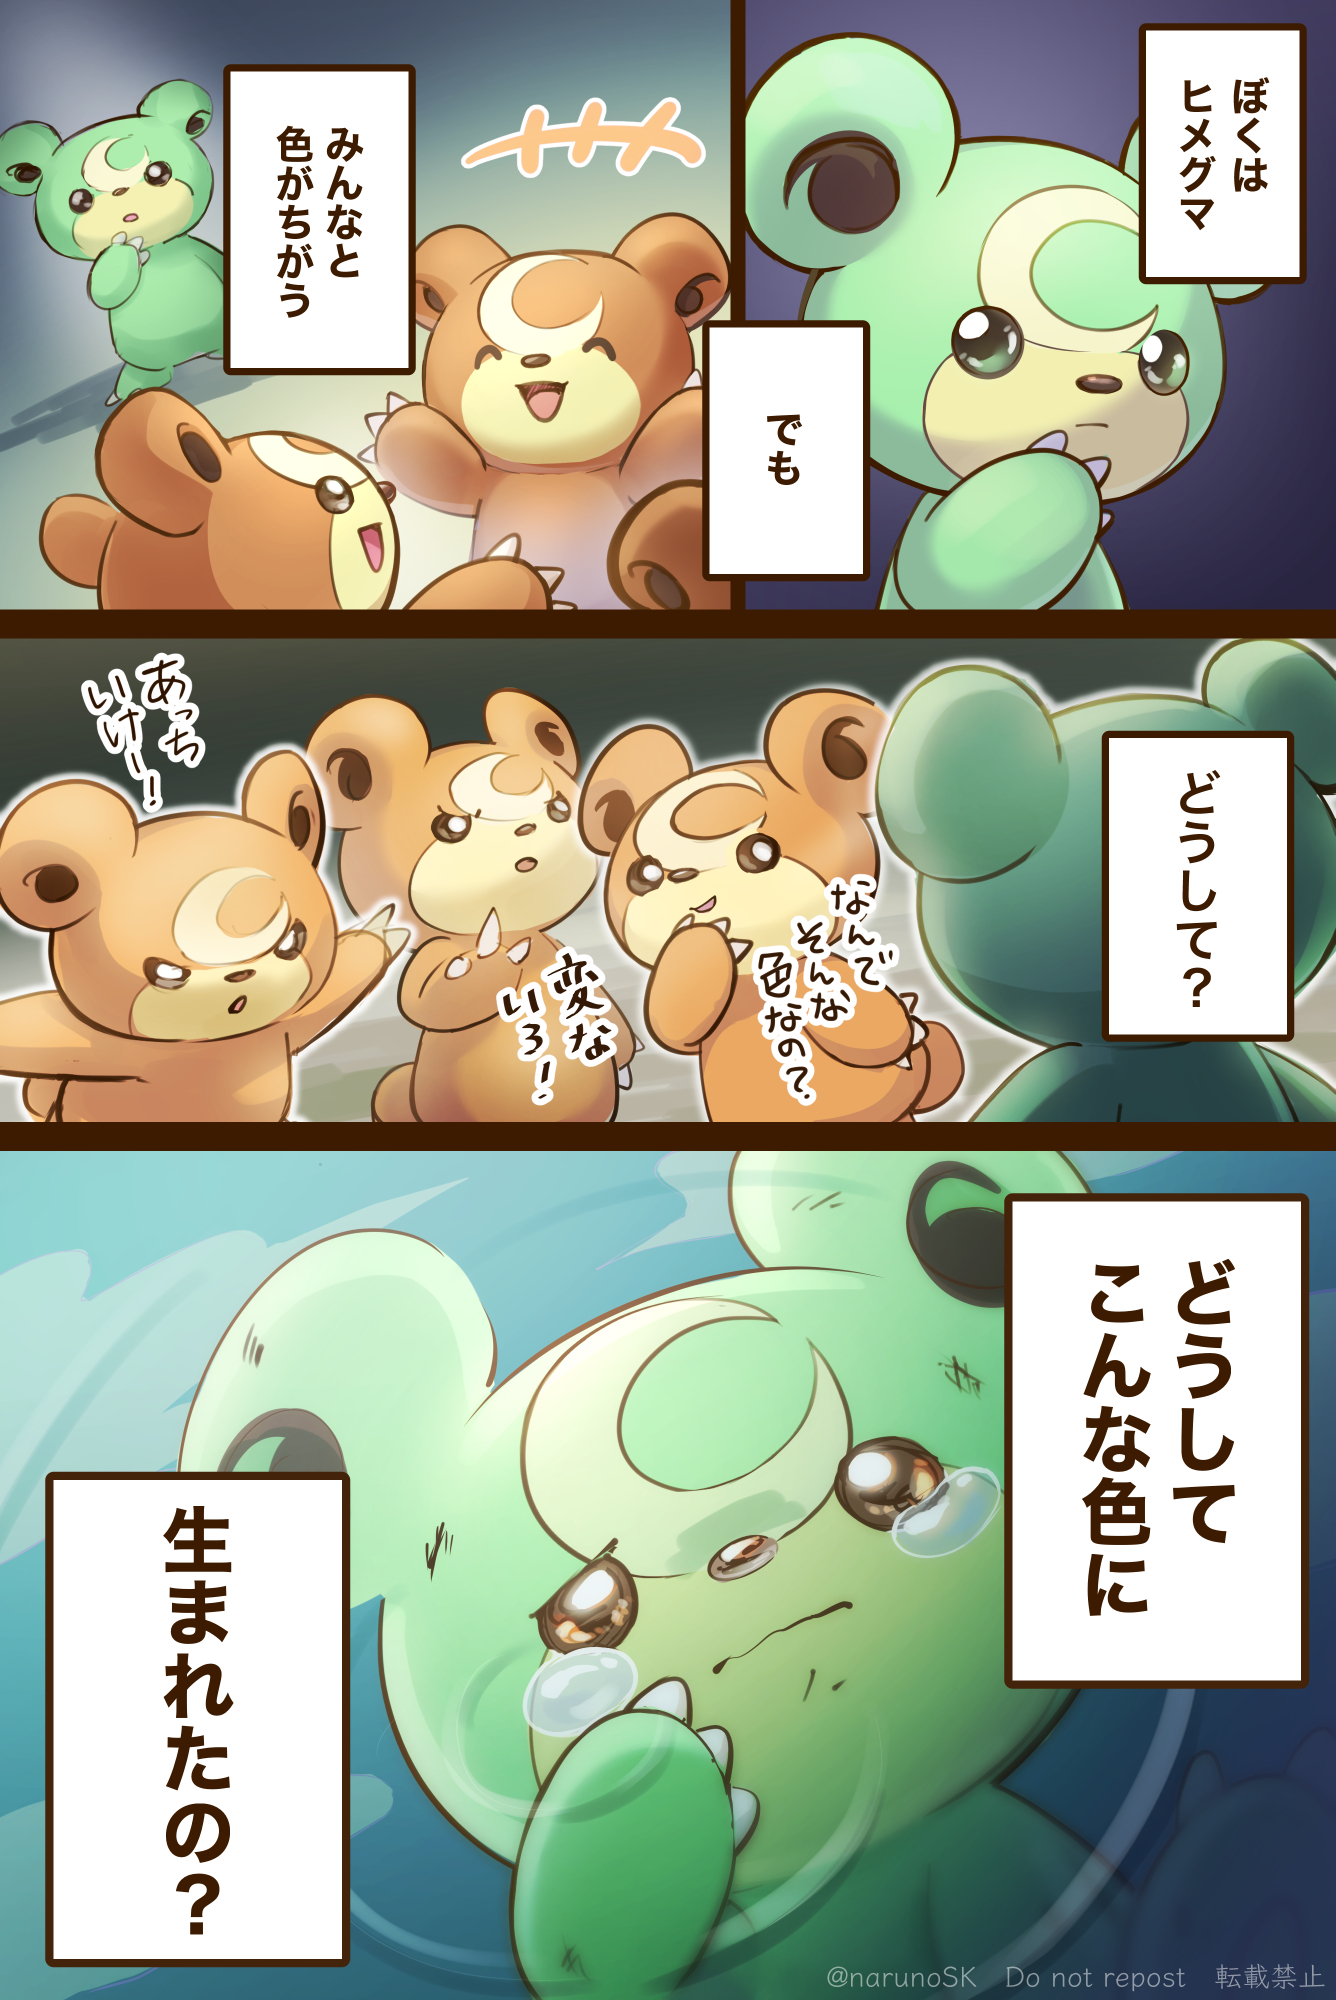 ぼくは
ヒメグマ
でも
みんなと
色がちがう
どうして？
なんで
そんな
色なの？
変な
いろー！
あっち
いけー！
どうして
こんな色に
生まれたの？
@narunoSK Do not repost 転載禁止